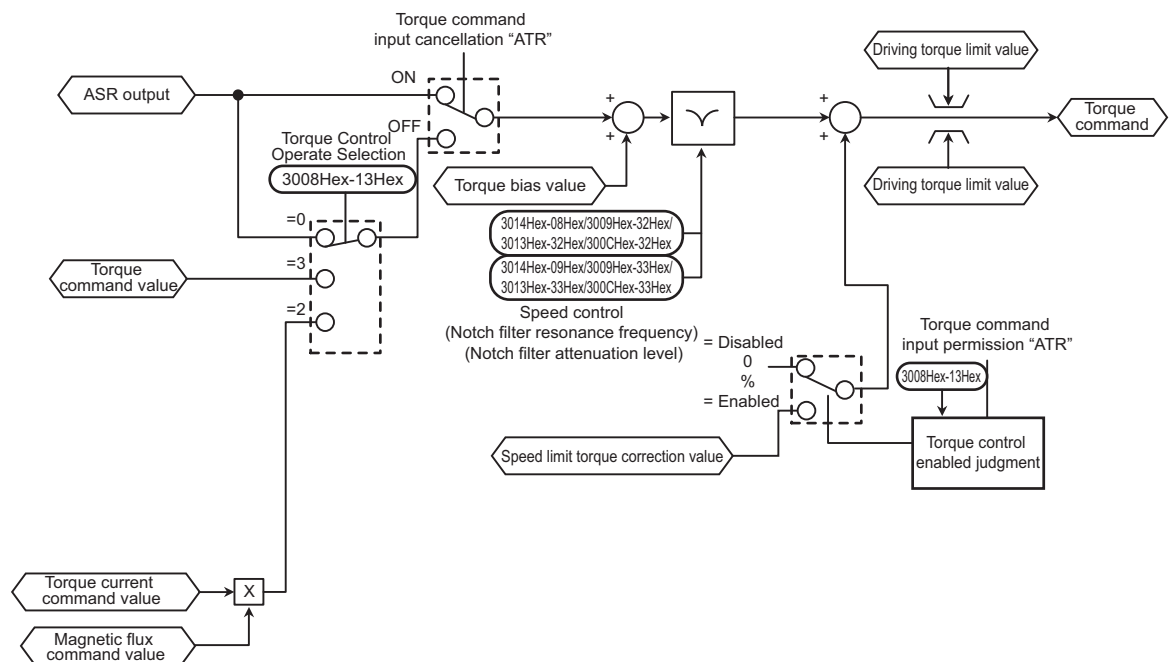 Torque command
input cancellation “ATR”
Driving torque limit value
ON
ASR output
Torque
command
OFF
Torque Control
Operate Selection
3008Hex-13Hex
Torque bias value
Driving torque limit value
=0
3014Hex-08Hex/3009Hex-32Hex/
3013Hex-32Hex/300CHex-32Hex
3014Hex-09Hex/3009Hex-33Hex/
3013Hex-33Hex/300CHex-33Hex
Torque
command value
=3
=2
Speed control
(Notch filter resonance frequency)
(Notch filter attenuation level)
Torque command
input permission “ATR”
= Disabled
0
%
= Enabled
3008Hex-13Hex
Speed limit torque correction value
Torque control
enabled judgment
Torque current
command value
X
Magnetic flux
command value
+
+
+
+